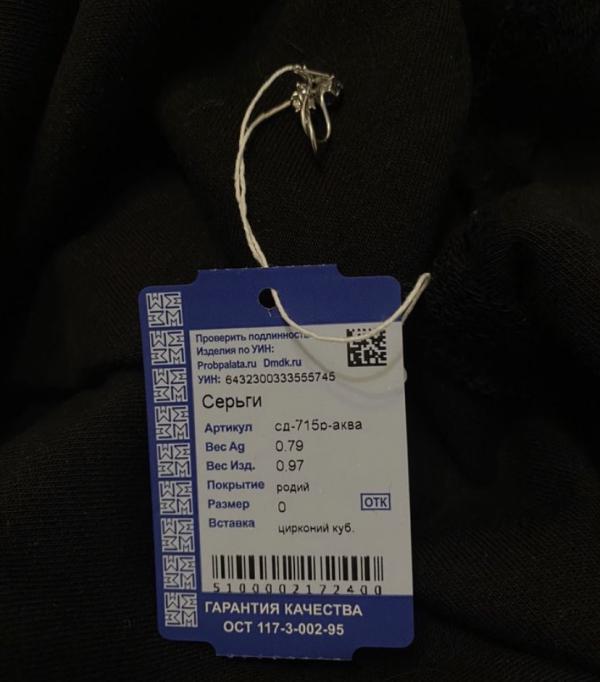 Проверить подлинность
Изделия по УИН:
Probpalata.ru Dmdk.ru
УИН: 6432300333555745
Серьги
Артикул сд-715р-аква
Вес Ag 0.79
Вес Изд. 0.97
Покрытие родий
Размер 0
ОТК
Вставка цирконий куб.
5100002172400
ГАРАНТИЯ КАЧЕСТВА
ОСТ 117-3-002-95